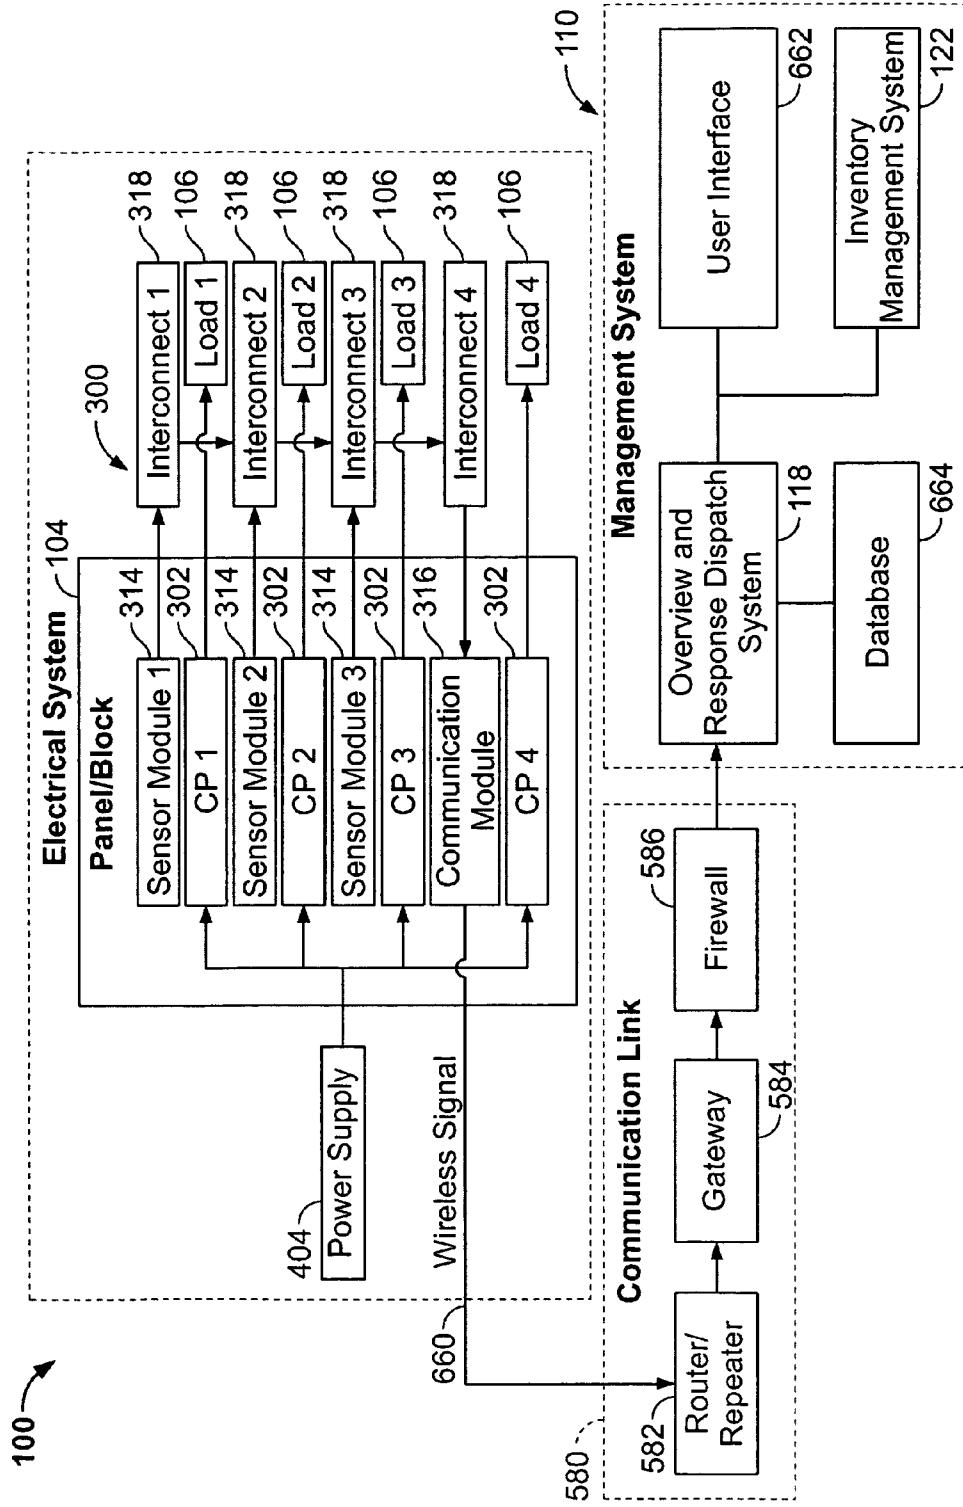 100
Electrical System
104
Panel/Block
300
Sensor Module 1
314
Interconnect 1
318
CP 1
302
Load 1
106
Sensor Module 2
314
Interconnect 2
318
CP 2
302
Load 2
106
Sensor Module 3
314
Interconnect 3
318
CP 3
302
Load 3
106
Communication
Module
316
Interconnect 4
318
CP 4
302
Load 4
106
404
Power Supply
Wireless Signal
660
580
Communication Link
582
Router/
Repeater
Gateway
584
Firewall
586
110
Management System
Overview and
Response Dispatch
System
118
Database
664
User Interface
662
Inventory
Management System
122